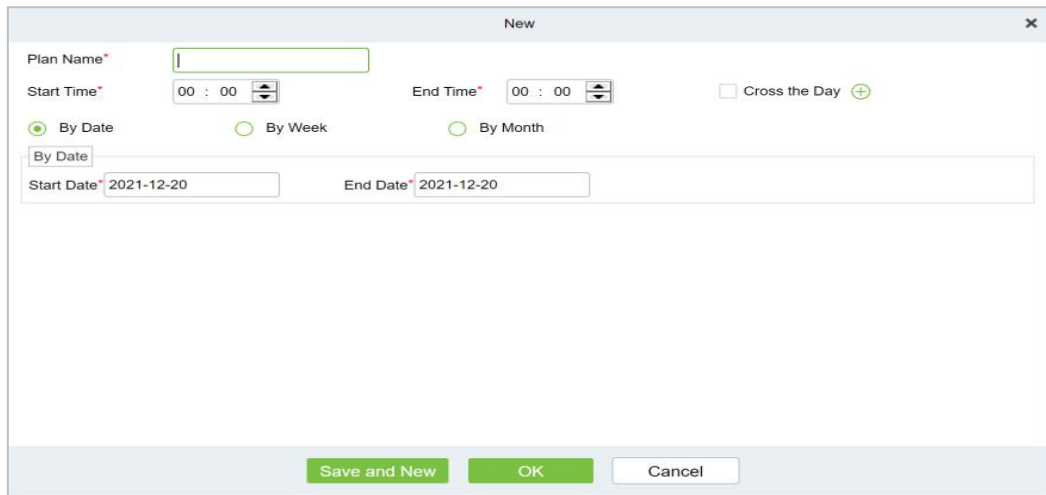 New ×
Plan Name*
Start Time* 00 : 00 End Time* 00 : 00 Cross the Day
By Date By Week By Month
By Date
Start Date* 2021-12-20 End Date* 2021-12-20
Save and New OK Cancel